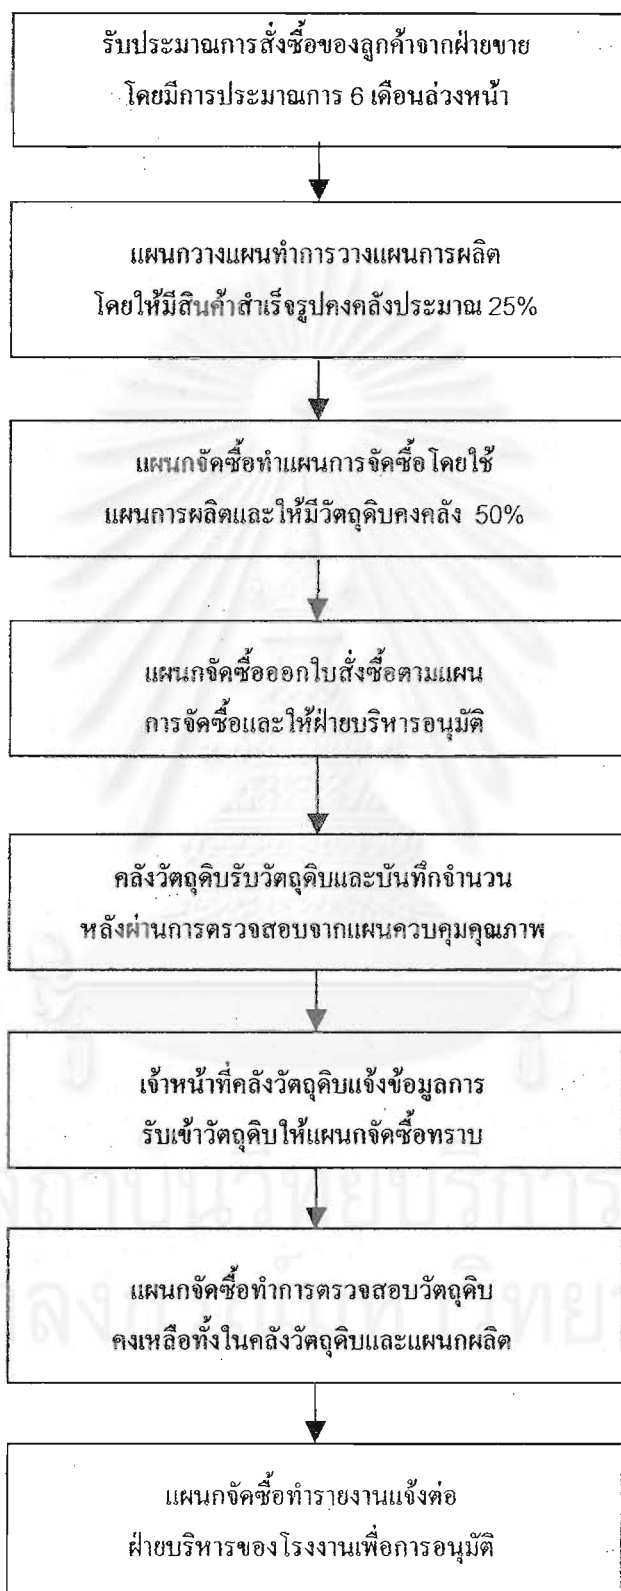 รับประมาณการสั่งซื้อของลูกค้าจากฝ่ายขาย
โดยมีการประมาณการ 6 เดือนล่วงหน้า
แผนกวางแผนทำการวางแผนการผลิต
โดยให้มีสินค้าสำเร็จรูปคงคลังประมาณ 25%
แผนกจัดซื้อทำแผนการจัดซื้อโดยใช้
แผนการผลิตและให้มีวัตถุดิบคงคลัง 50%
แผนกจัดซื้อออกใบสั่งซื้อตามแผน
การจัดซื้อและให้ฝ่ายบริหารอนุมัติ
คลังวัตถุดิบรับวัตถุดิบและบันทึกจำนวน
หลังผ่านการตรวจสอบจากแผนควบคุมคุณภาพ
เจ้าหน้าที่คลังวัตถุดิบแจ้งข้อมูลการ
รับเข้าวัตถุดิบให้แผนกจัดซื้อทราบ
แผนกจัดซื้อทำการตรวจสอบวัตถุดิบ
คงเหลือทั้งในคลังวัตถุดิบและแผนกผลิต
แผนกจัดซื้อทำรายงานแจ้งต่อ
ฝ่ายบริหารของโรงงานเพื่อการอนุมัติ